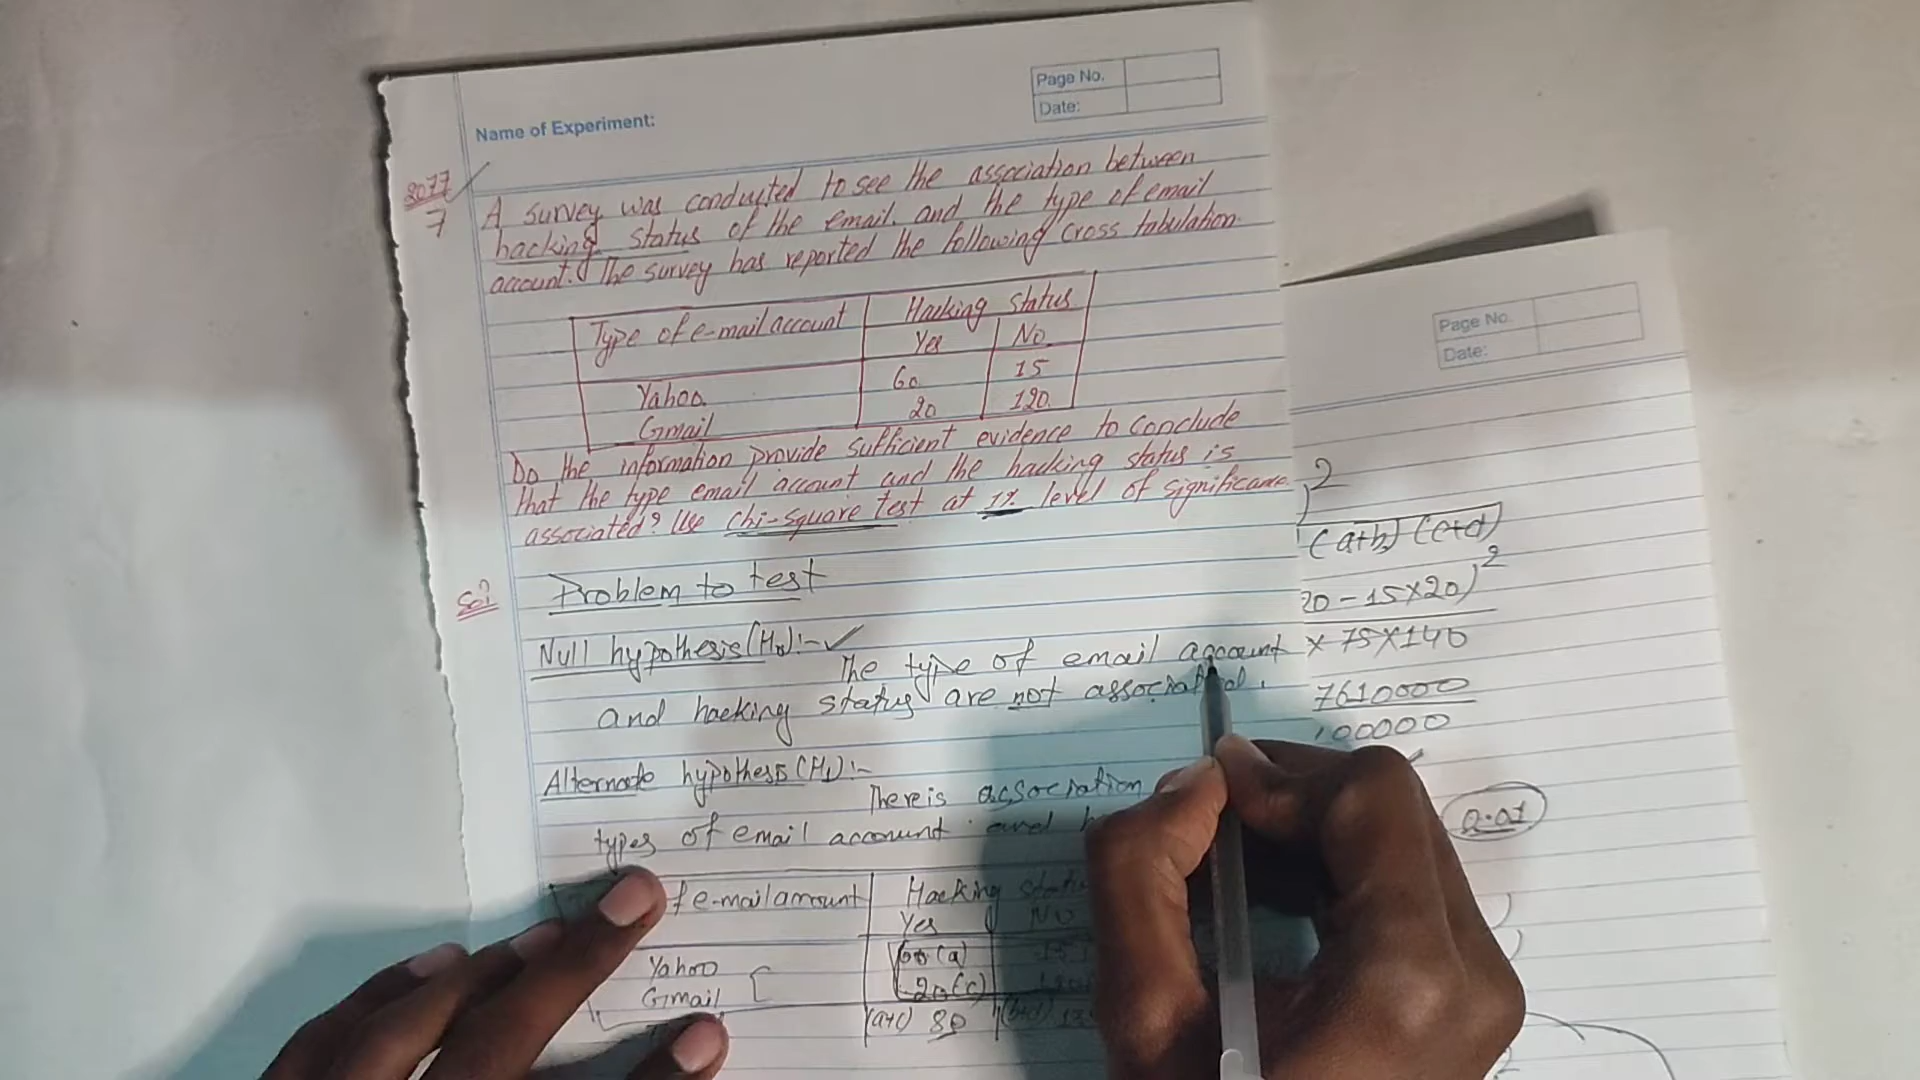 Page No.
Date:
Name of Experiment:
2077
7
A survey was conducted to see the association between
hacking status of the email. and the type of email
account. The survey has reported the following cross tabulation.
Type of e-mail account Hacking Status
Yes No
Yahoo 60 15
Gmail 20 120
Do the information provide sufficient evidence to conclude
that the type email account and the hacking status is
associated? Use Chi-Square test at 1% level of significance
Problem to test
Null hypothesis (H0):-
The type of email account
and hacking status are not associated.
Alternate hypothesis (H1):-
There is association
types of email account and
e-mail account Hacking
Yes No
Yahoo 60 (a)
Gmail 20 (c)
(a+c) 80 (b+d)
Page No.
Date:
)2
(a+b) (c+d)
20 - 15×20)2
× 75×140
7610000
00000
0.01